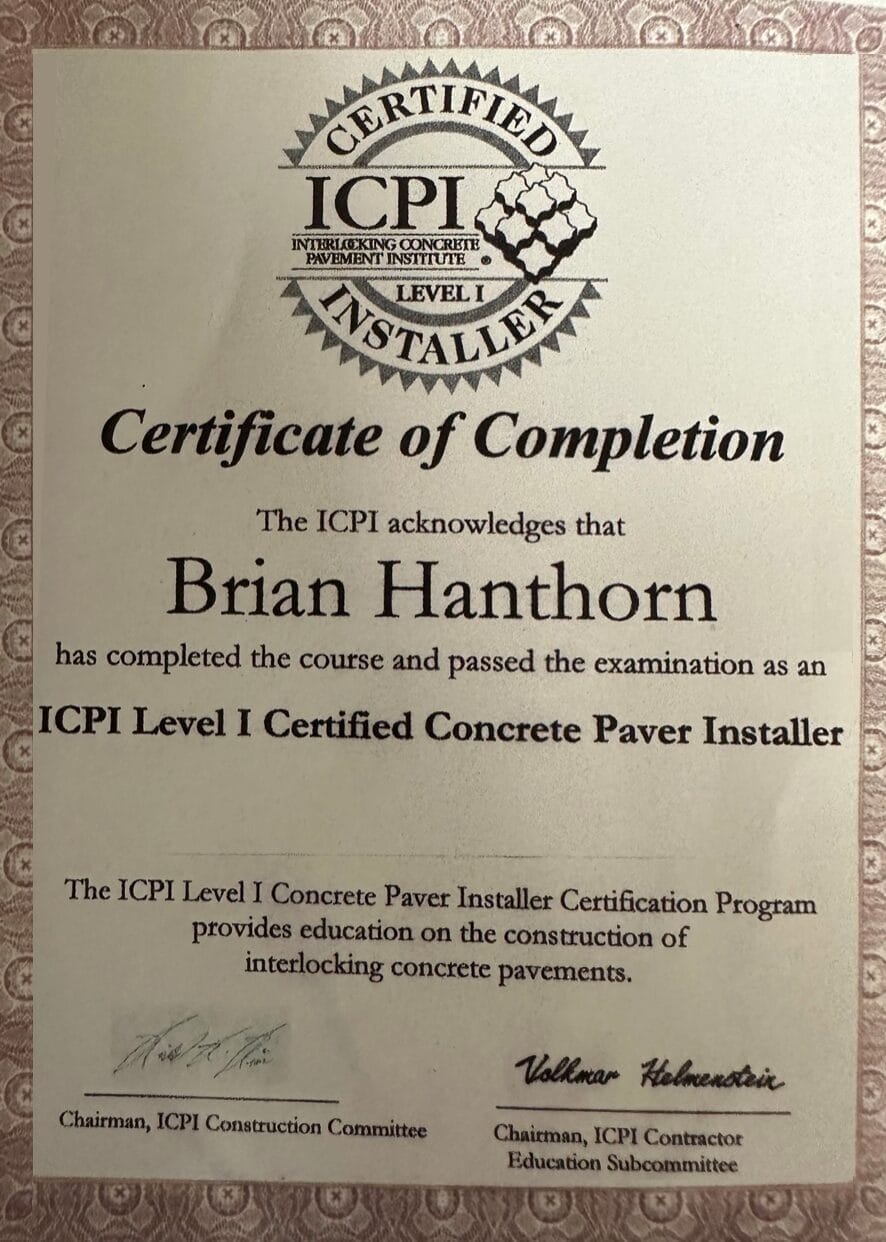 CERTIFIED
ICPI
INTERLOCKING CONCRETE
PAVEMENT INSTITUTE ®
LEVEL I
INSTALLER
Certificate of Completion
The ICPI acknowledges that
Brian Hanthorn
has completed the course and passed the examination as an
ICPI Level I Certified Concrete Paver Installer
The ICPI Level I Concrete Paver Installer Certification Program
provides education on the construction of
interlocking concrete pavements.
Volkmar Helmenstein
Chairman, ICPI Construction Committee
Chairman, ICPI Contractor
Education Subcommittee